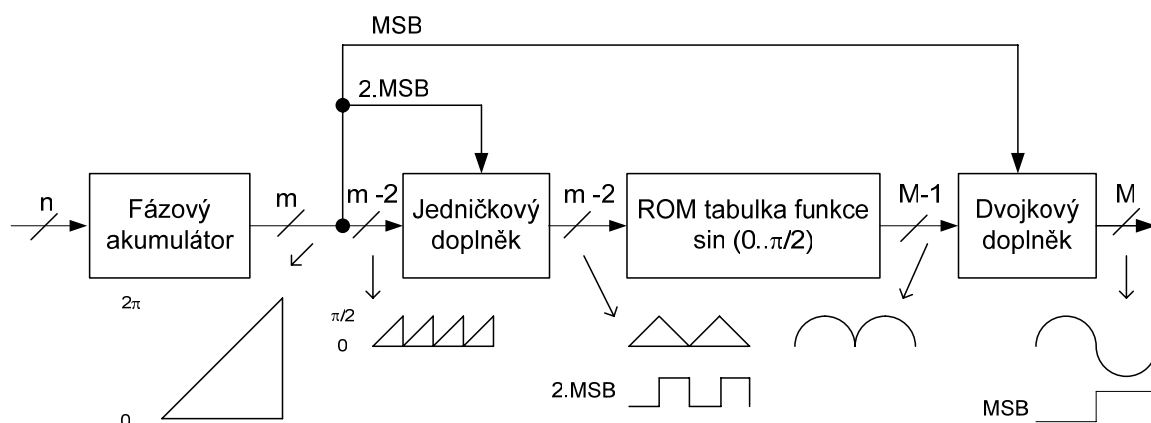 MSB
2.MSB
n
Fázový
akumulátor
m
m -2
Jedničkový
doplněk
m -2
ROM tabulka funkce
sin (0..π/2)
M-1
Dvojkový
doplněk
M
2π
0
π/2
0
2.MSB
MSB